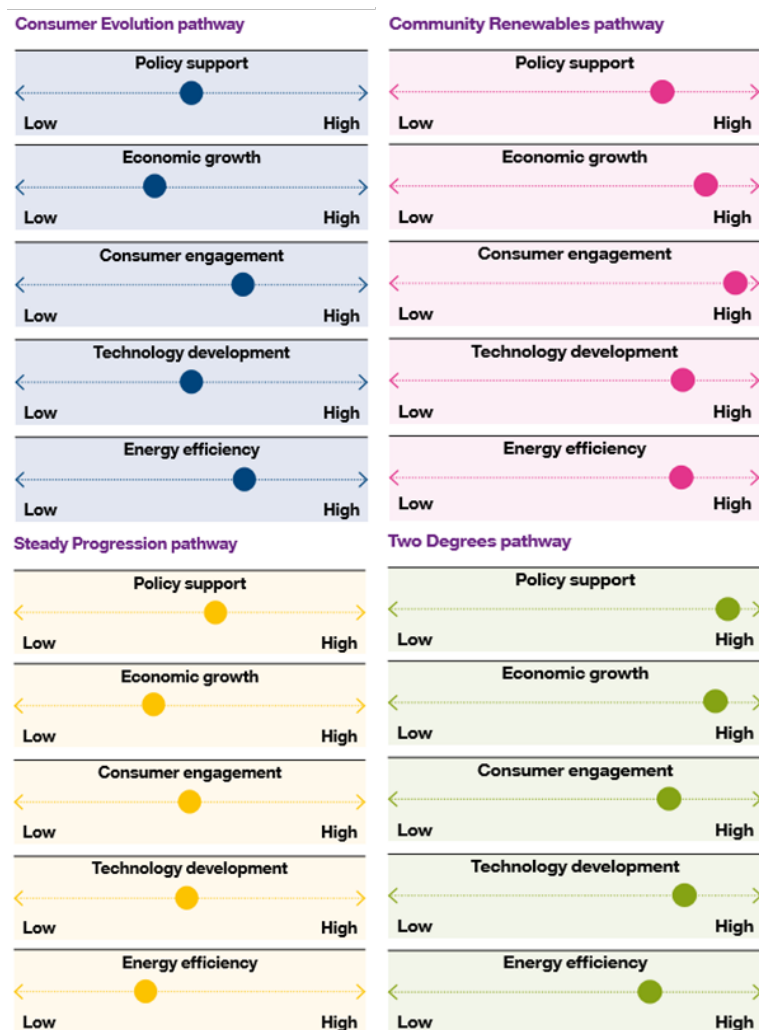 Consumer Evolution pathway
Policy support
Low High
Economic growth
Low High
Consumer engagement
Low High
Technology development
Low High
Energy efficiency
Low High
Community Renewables pathway
Policy support
Low High
Economic growth
Low High
Consumer engagement
Low High
Technology development
Low High
Energy efficiency
Low High
Steady Progression pathway
Policy support
Low High
Economic growth
Low High
Consumer engagement
Low High
Technology development
Low High
Energy efficiency
Low High
Two Degrees pathway
Policy support
Low High
Economic growth
Low High
Consumer engagement
Low High
Technology development
Low High
Energy efficiency
Low High